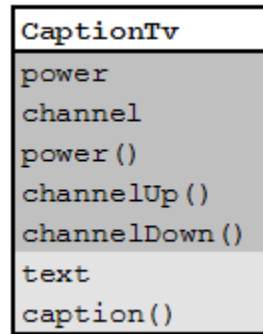 CaptionTv
power
channel
power()
channelUp()
channelDown()
text
caption()